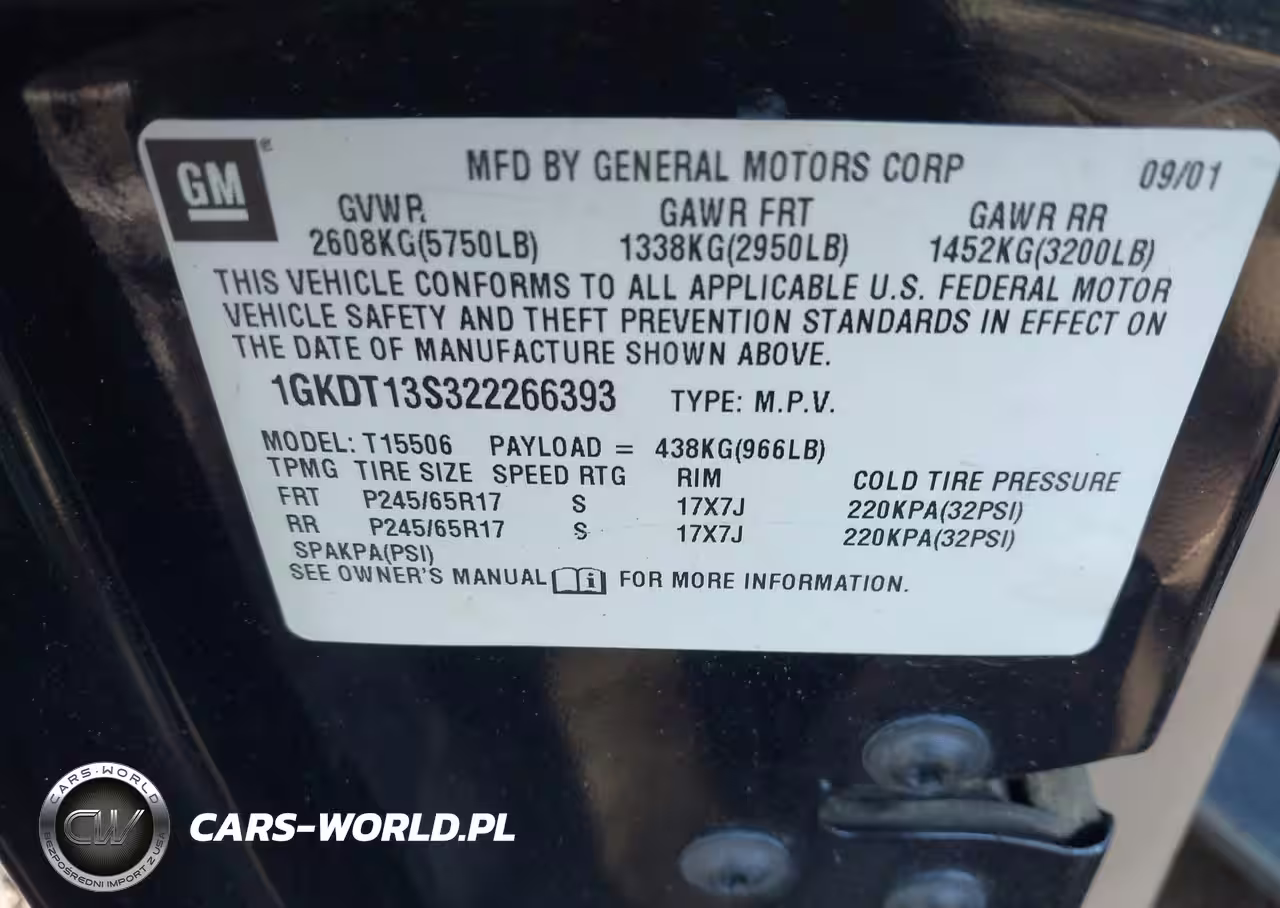 GM®
MFD BY GENERAL MOTORS CORP 09/01
GVWR GAWR FRT GAWR RR
2608KG(5750LB) 1338KG(2950LB) 1452KG(3200LB)
THIS VEHICLE CONFORMS TO ALL APPLICABLE U.S. FEDERAL MOTOR
VEHICLE SAFETY AND THEFT PREVENTION STANDARDS IN EFFECT ON
THE DATE OF MANUFACTURE SHOWN ABOVE.
1GKDT13S322266393 TYPE: M.P.V.
MODEL: T15506 PAYLOAD = 438KG(966LB)
TPMG TIRE SIZE SPEED RTG RIM COLD TIRE PRESSURE
FRT P245/65R17 S 17X7J 220KPA(32PSI)
RR P245/65R17 S 17X7J 220KPA(32PSI)
SPAKPA(PSI)
SEE OWNER'S MANUAL FOR MORE INFORMATION.
CARS-WORLD
CW
BEZPOŚREDNI IMPORT Z USA
CARS-WORLD.PL